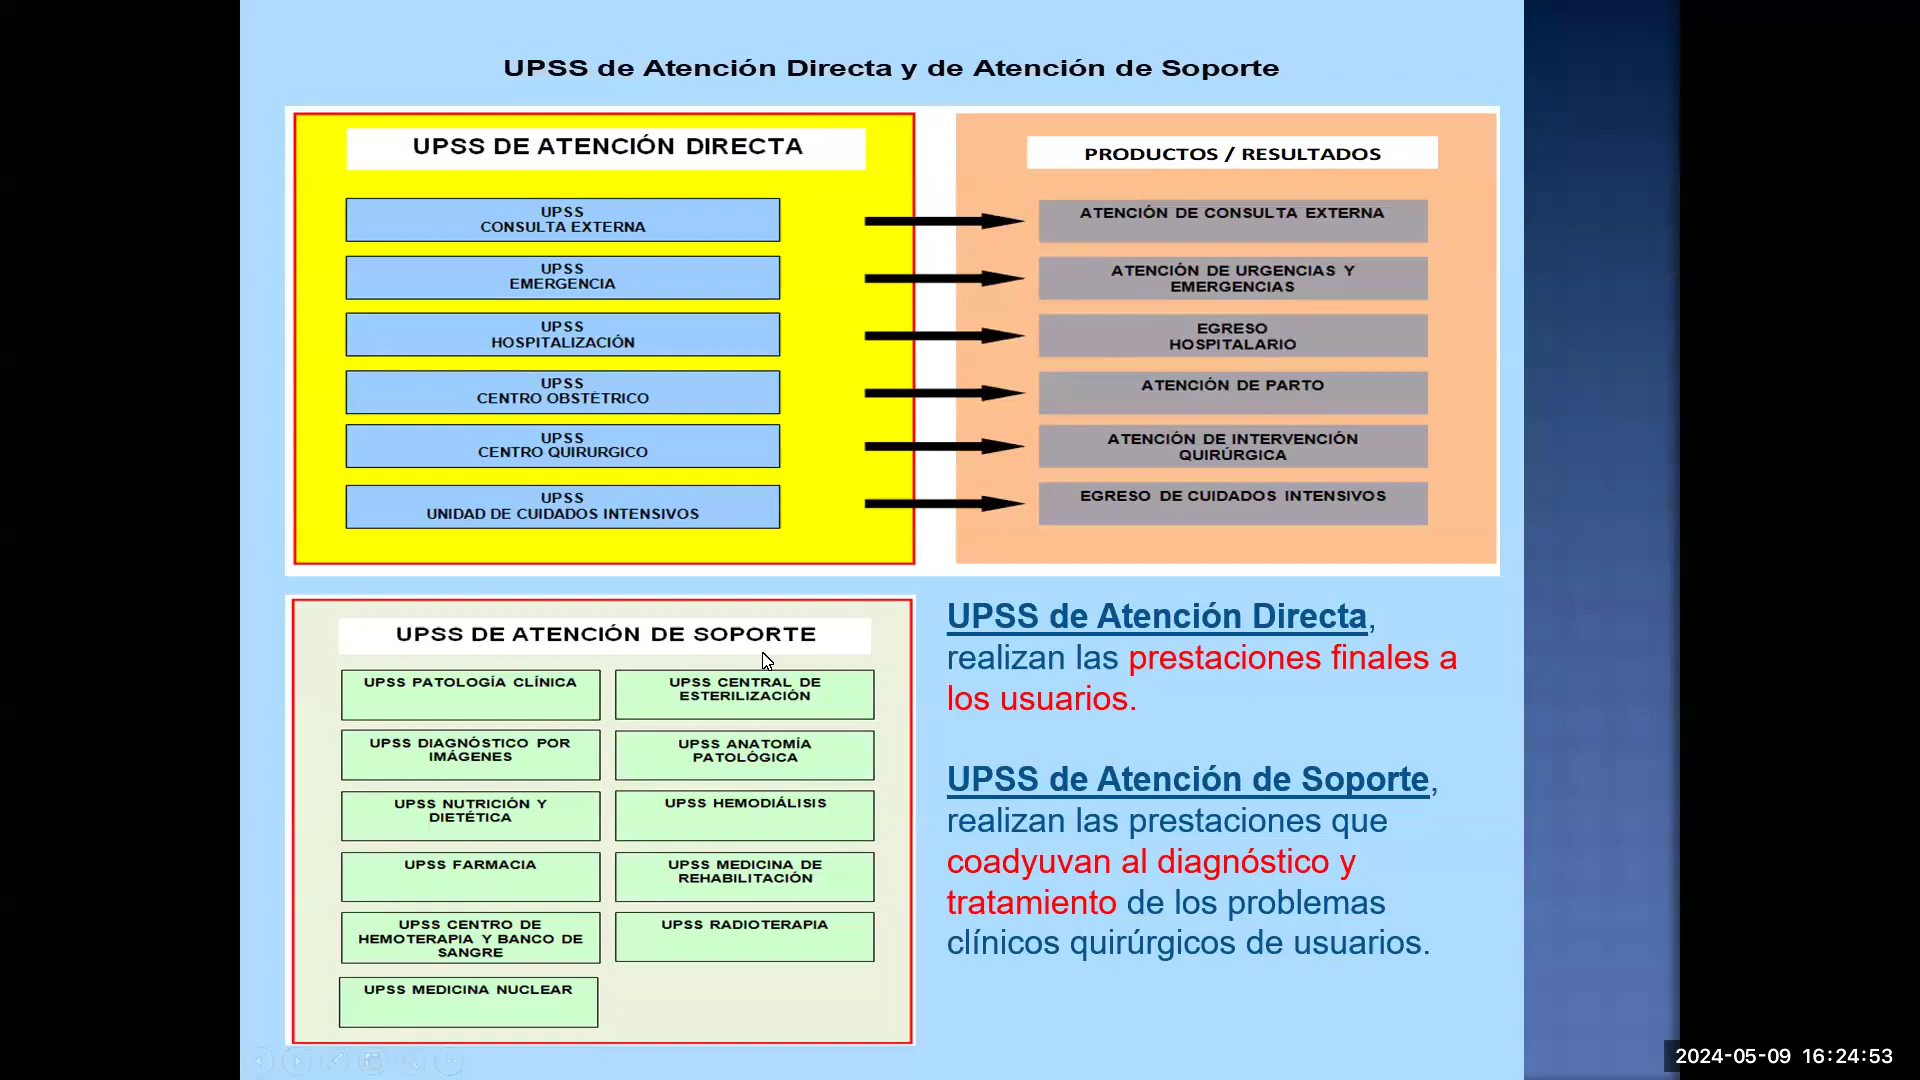 UPSS de Atención Directa y de Atención de Soporte
UPSS DE ATENCIÓN DIRECTA
UPSS
CONSULTA EXTERNA
UPSS
EMERGENCIA
UPSS
HOSPITALIZACIÓN
UPSS
CENTRO OBSTÉTRICO
UPSS
CENTRO QUIRURGICO
UPSS
UNIDAD DE CUIDADOS INTENSIVOS
PRODUCTOS / RESULTADOS
ATENCIÓN DE CONSULTA EXTERNA
ATENCIÓN DE URGENCIAS Y
EMERGENCIAS
EGRESO
HOSPITALARIO
ATENCIÓN DE PARTO
ATENCIÓN DE INTERVENCIÓN
QUIRÚRGICA
EGRESO DE CUIDADOS INTENSIVOS
UPSS DE ATENCIÓN DE SOPORTE
UPSS PATOLOGÍA CLÍNICA
UPSS CENTRAL DE
ESTERILIZACIÓN
UPSS DIAGNÓSTICO POR
IMÁGENES
UPSS ANATOMÍA
PATOLÓGICA
UPSS NUTRICIÓN Y
DIETÉTICA
UPSS HEMODIÁLISIS
UPSS FARMACIA
UPSS MEDICINA DE
REHABILITACIÓN
UPSS CENTRO DE
HEMOTERAPIA Y BANCO DE
SANGRE
UPSS RADIOTERAPIA
UPSS MEDICINA NUCLEAR
UPSS de Atención Directa,
realizan las prestaciones finales a
los usuarios.
UPSS de Atención de Soporte,
realizan las prestaciones que
coadyuvan al diagnóstico y
tratamiento de los problemas
clínicos quirúrgicos de usuarios.
2024-05-09 16:24:53